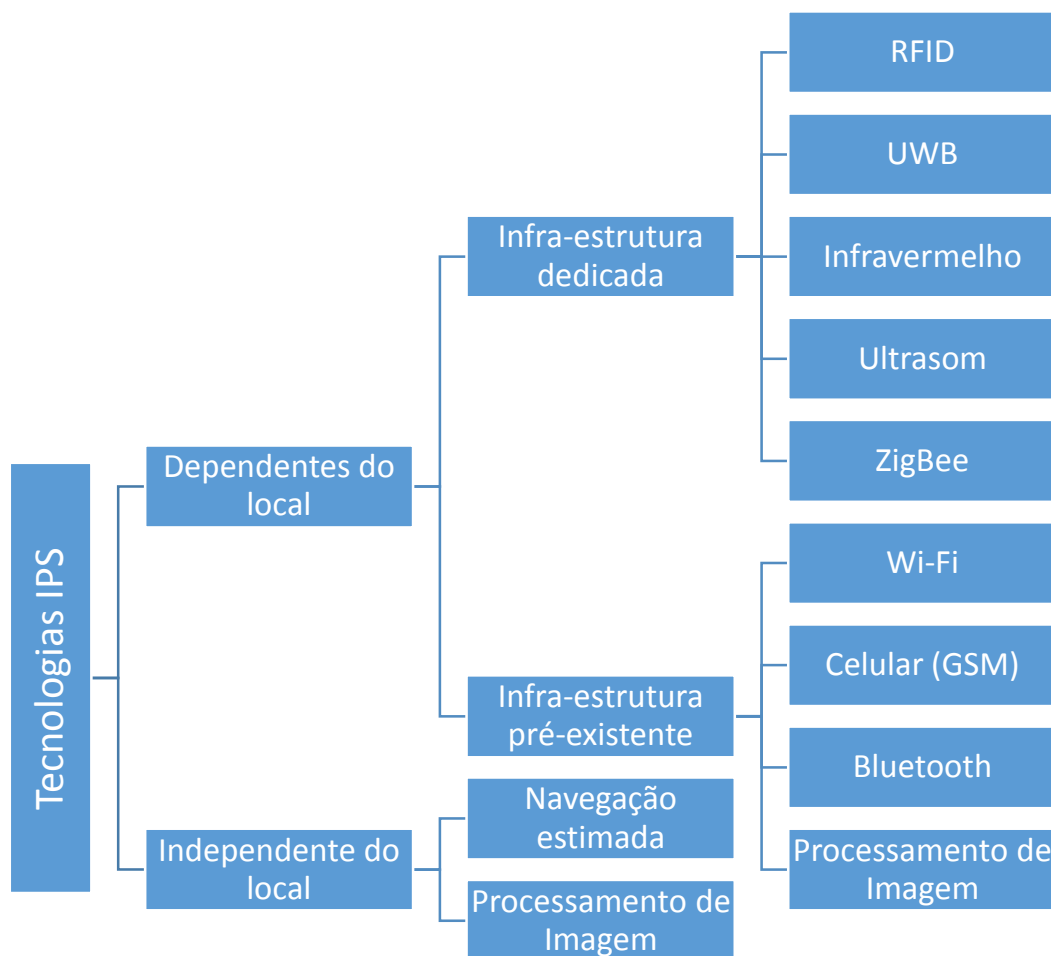 Tecnologias IPS
Dependentes do
local
Infra-estrutura
dedicada
RFID
UWB
Infravermelho
Ultrasom
ZigBee
Infra-estrutura
pré-existente
Wi-Fi
Celular (GSM)
Bluetooth
Processamento de
Imagem
Independente do
local
Navegação
estimada
Processamento de
Imagem